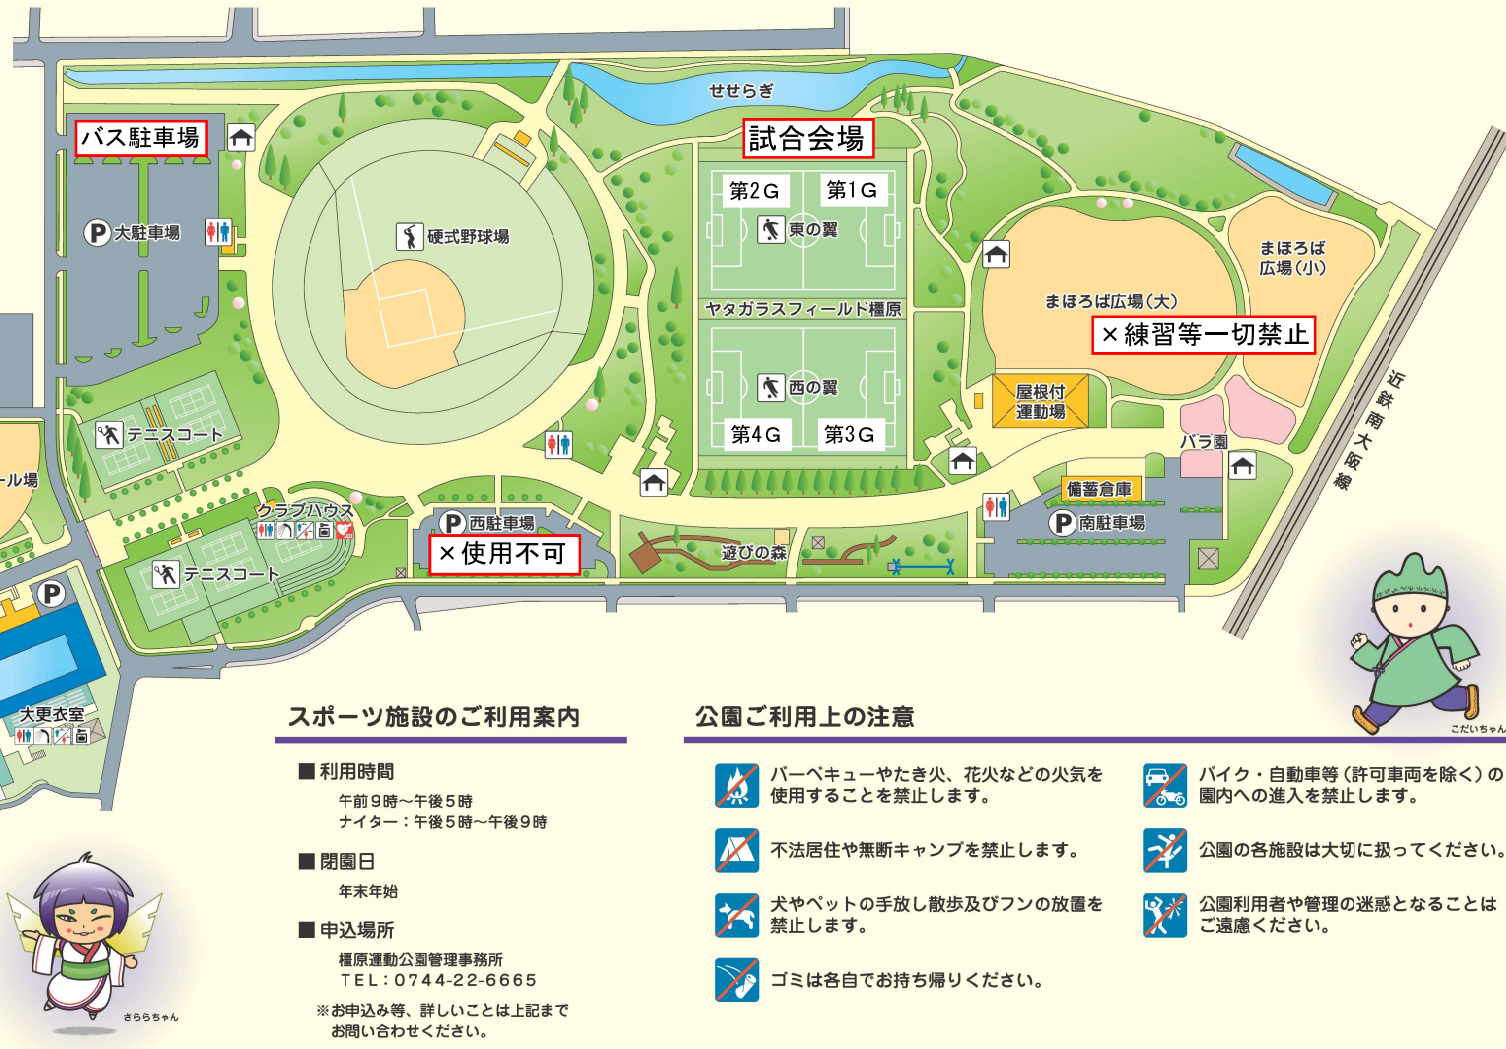 せせらぎ
バス駐車場
試合会場
第2G
第1G
P 大駐車場
硬式野球場
東の翼
まほろば
広場(小)
まほろば広場(大)
ヤタガラスフィールド橿原
×練習等一切禁止
西の翼
屋根付
運動場
近鉄南大阪線
テニスコート
第4G
第3G
バラ園
ール場
備蓄倉庫
クラブハウス
P 西駐車場
P 南駐車場
×使用不可
遊びの森
テニスコート
P
大更衣室
こだいちゃん
スポーツ施設のご利用案内
■利用時間
午前9時〜午後5時
ナイター：午後5時〜午後9時
■閉園日
年末年始
■申込場所
橿原運動公園管理事務所
TEL：0744-22-6665
※お申込み等、詳しいことは上記まで
お問い合わせください。
さららちゃん
公園ご利用上の注意
バーベキューやたき火、花火などの火気を
使用することを禁止します。
不法居住や無断キャンプを禁止します。
犬やペットの手放し散歩及びフンの放置を
禁止します。
ゴミは各自でお持ち帰りください。
バイク・自動車等(許可車両を除く)の
園内への進入を禁止します。
公園の各施設は大切に扱ってください。
公園利用者や管理の迷惑となることは
ご遠慮ください。